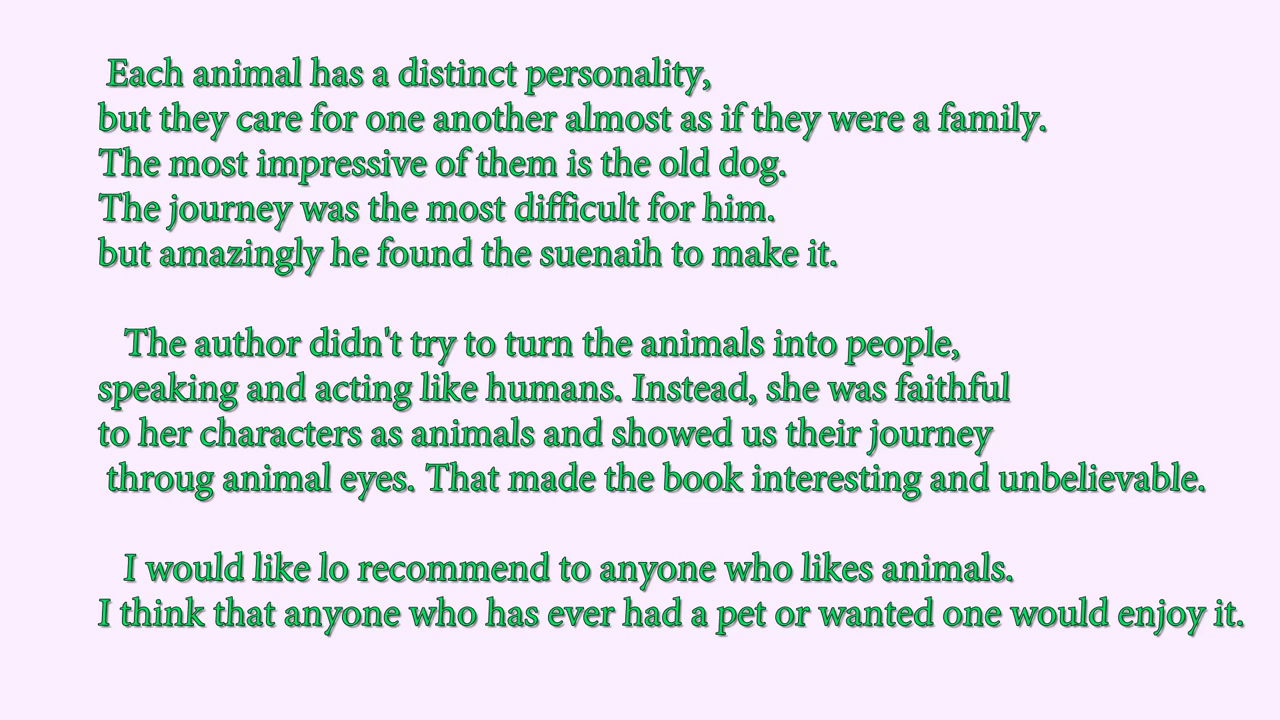 Each animal has a distinct personality,
but they care for one another almost as if they were a family.
The most impressive of them is the old dog.
The journey was the most difficult for him.
but amazingly he found the suenaih to make it.
The author didn't try to turn the animals into people,
speaking and acting like humans. Instead, she was faithful
to her characters as animals and showed us their journey
throug animal eyes. That made the book interesting and unbelievable.
I would like lo recommend to anyone who likes animals.
I think that anyone who has ever had a pet or wanted one would enjoy it.